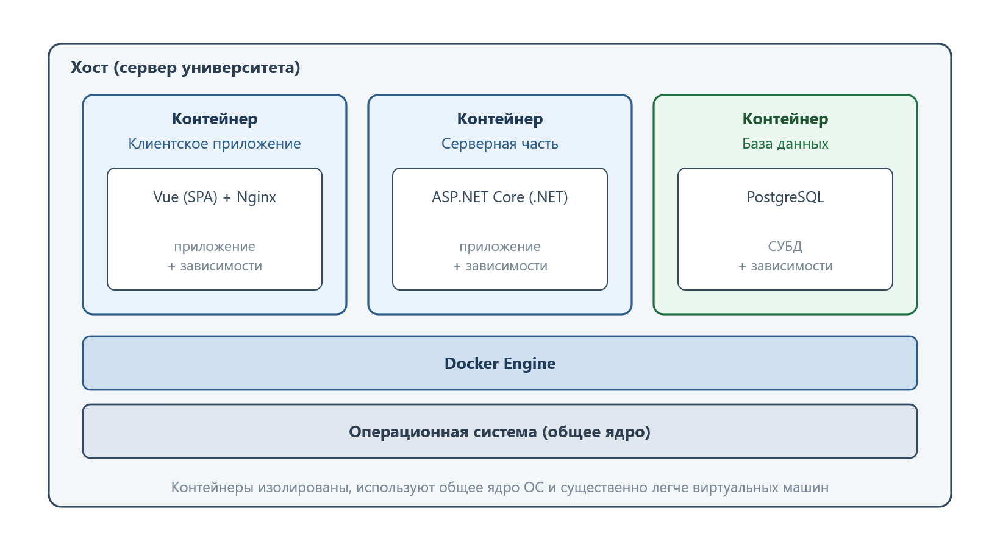 Хост (сервер университета)
Контейнер
Клиентское приложение
Vue (SPA) + Nginx
приложение
+ зависимости
Контейнер
Серверная часть
ASP.NET Core (.NET)
приложение
+ зависимости
Контейнер
База данных
PostgreSQL
СУБД
+ зависимости
Docker Engine
Операционная система (общее ядро)
Контейнеры изолированы, используют общее ядро ОС и существенно легче виртуальных машин